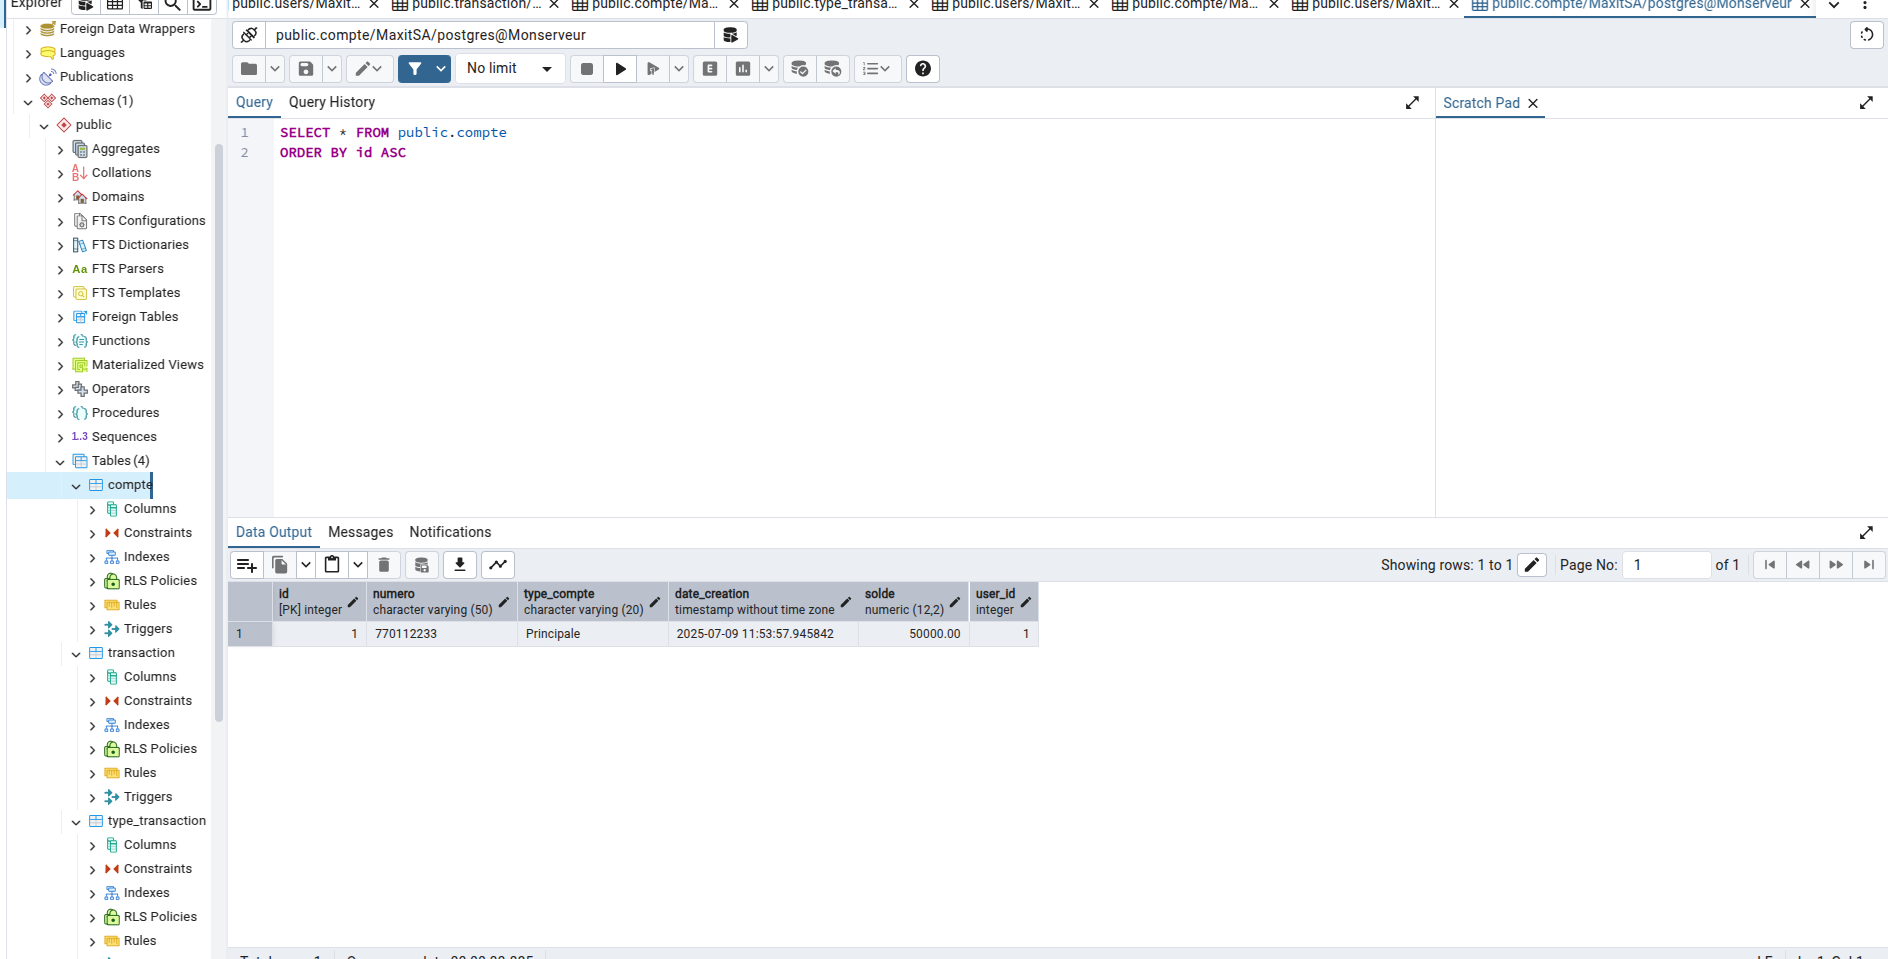 Explorer
public.users/Maxit...
public.transaction/...
public.compte/Ma...
public.type_transa...
public.users/Maxit...
public.compte/Ma...
public.users/Maxit...
public.compte/MaxitSA/postgres@Monserveur
public.compte/MaxitSA/postgres@Monserveur
No limit
E
Query
Query History
Scratch Pad
1 SELECT * FROM public.compte
2 ORDER BY id ASC
Foreign Data Wrappers
Languages
Publications
Schemas (1)
public
Aggregates
Collations
Domains
FTS Configurations
FTS Dictionaries
Aa FTS Parsers
FTS Templates
Foreign Tables
Functions
Materialized Views
Operators
Procedures
1..3 Sequences
Tables (4)
compte
Columns
Constraints
Indexes
RLS Policies
Rules
Triggers
transaction
Columns
Constraints
Indexes
RLS Policies
Rules
Triggers
type_transaction
Columns
Constraints
Indexes
RLS Policies
Rules
Data Output
Messages
Notifications
Showing rows: 1 to 1
Page No: 1 of 1
id
[PK] integer
numero
character varying (50)
type_compte
character varying (20)
date_creation
timestamp without time zone
solde
numeric (12,2)
user_id
integer
1 1 770112233 Principale 2025-07-09 11:53:57.945842 50000.00 1